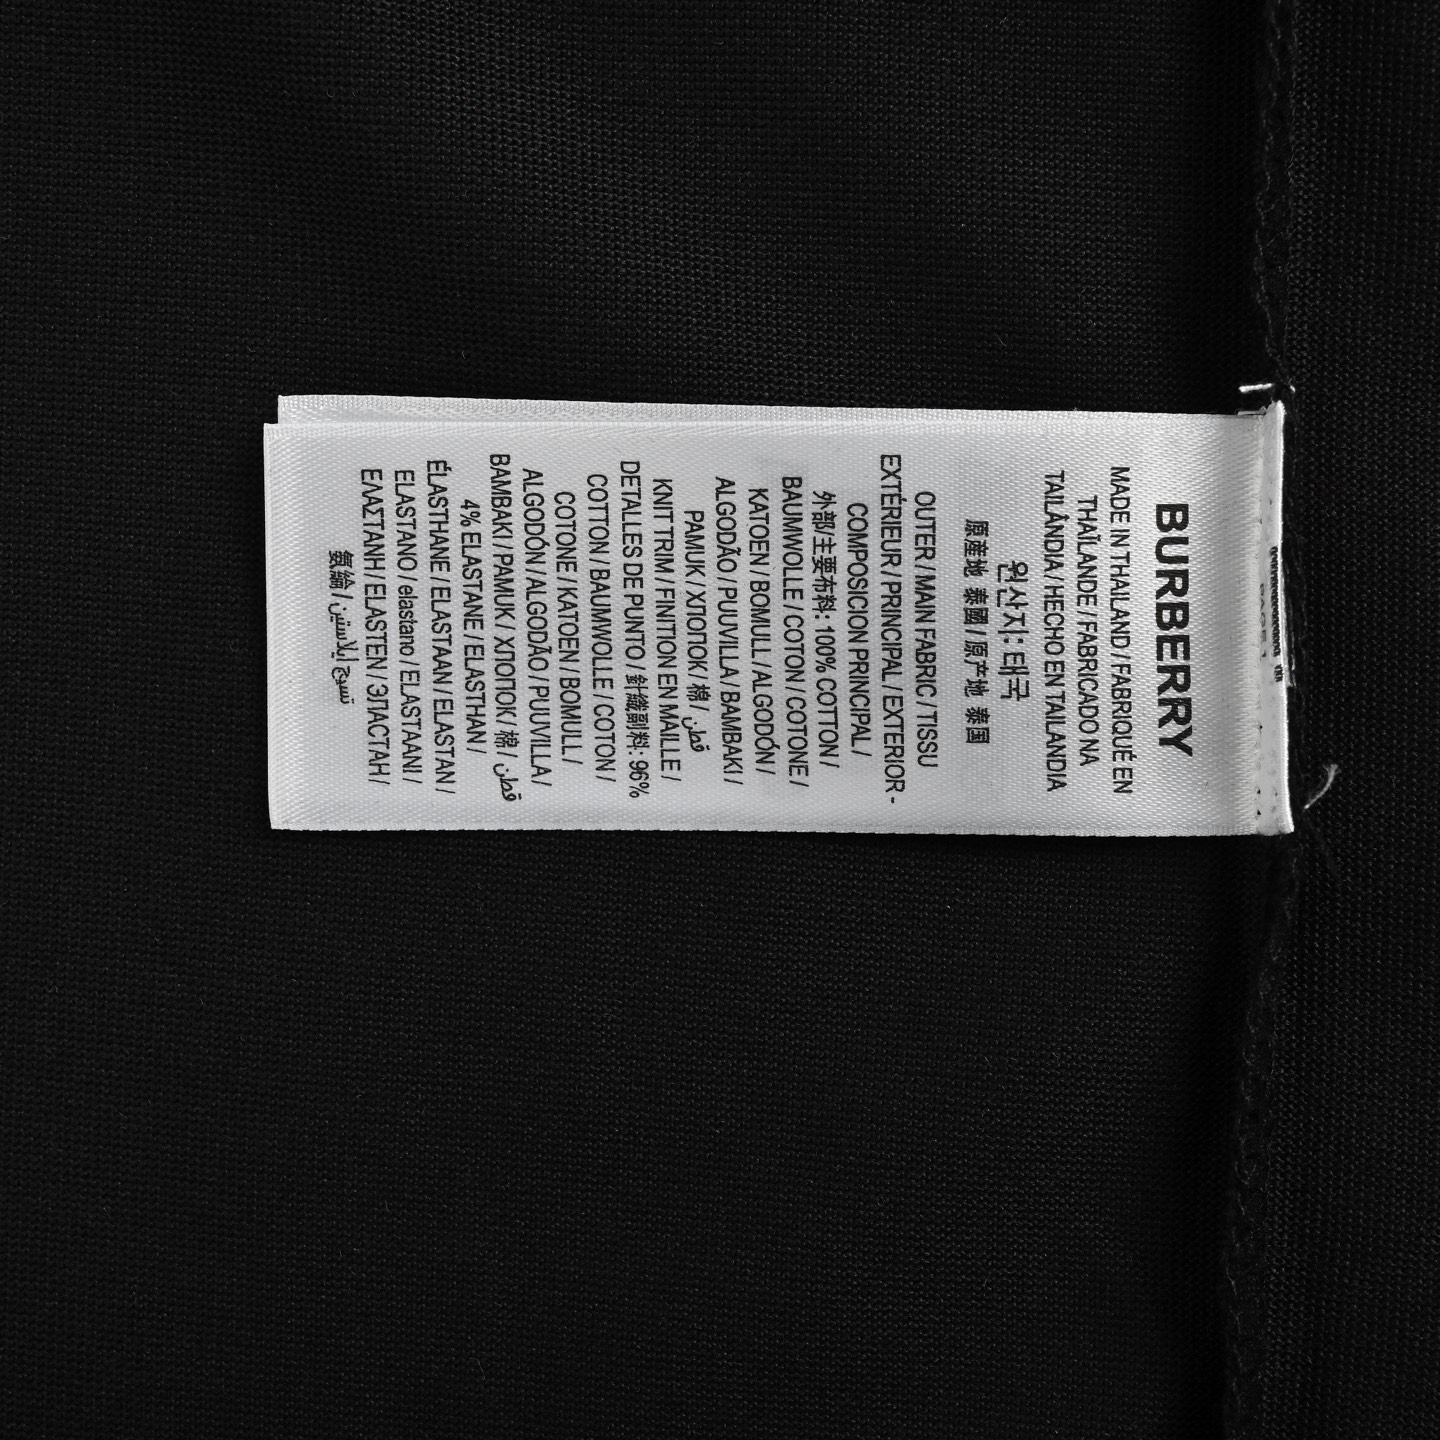 BURBERRY
MADE IN THAILAND / FABRIQUÉ EN
THAÏLANDE / FABRICADO NA
TAILÂNDIA / HECHO EN TAILANDIA
원산지: 태국
原産地 泰國 / 原产地 泰国
OUTER / MAIN FABRIC / TISSU
EXTÉRIEUR / PRINCIPAL / EXTERIOR -
COMPOSICION PRINCIPAL /
外部/主要布料: 100% COTTON /
BAUMWOLLE / COTON / COTONE /
KATOEN / BOMULL / ALGODÓN /
ALGODÃO / PUUVILLA / BAMBAKI /
PAMUK / ХЛОПОК / 棉 / قطن
KNIT TRIM / FINITION EN MAILLE /
DETALLES DE PUNTO / 針織副料: 96%
COTTON / BAUMWOLLE / COTON /
COTONE / KATOEN / BOMULL /
ALGODÓN / ALGODÃO / PUUVILLA /
BAMBAKI / PAMUK / ХЛОПОК / 棉 / قطن
4% ELASTANE / ELASTHAN /
ÉLASTHANE / ELASTAAN / ELASTAN /
ELASTANO / elastano / ELASTAANI /
ΕΛΑΣΤΑΝΗ / ELASTEN / ЭЛАСТАН /
氨綸 / نسيج إيلاستين